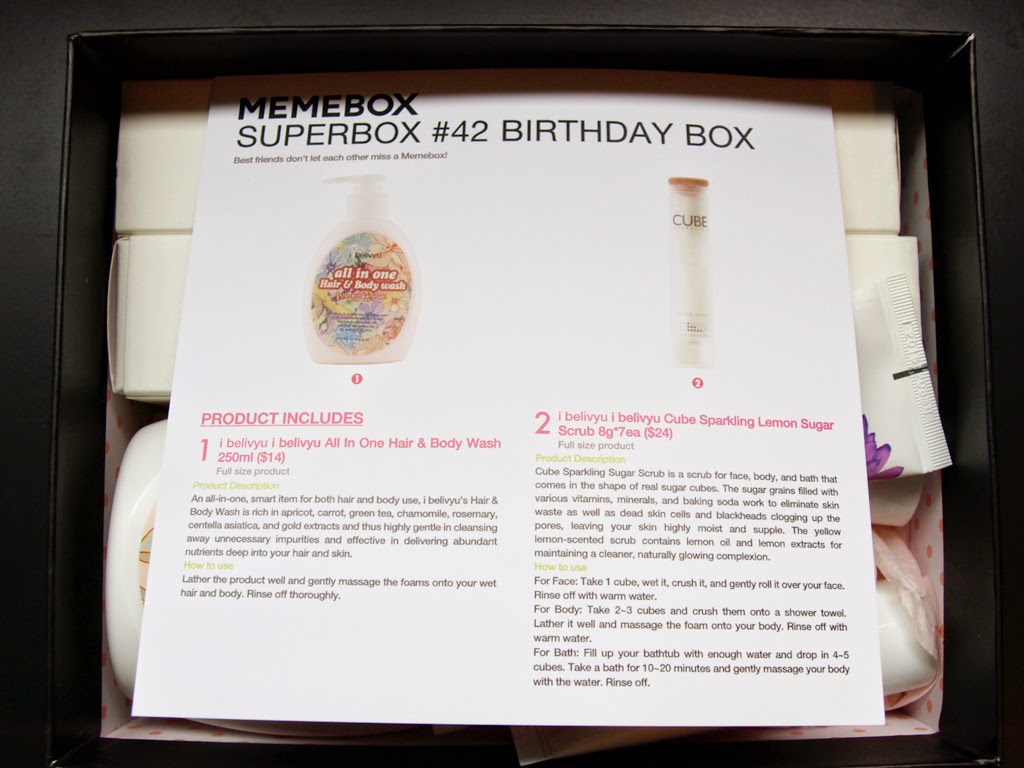 MEMEBOX
SUPERBOX #42 BIRTHDAY BOX
Best friends don't let each other miss a Memebox!
i belivyu
all in one
Hair & Body wash
CUBE
1
2
PRODUCT INCLUDES
1 i belivyu i belivyu All In One Hair & Body Wash
250ml ($14)
Full size product
Product Description
An all-in-one, smart item for both hair and body use, i belivyu's Hair &
Body Wash is rich in apricot, carrot, green tea, chamomile, rosemary,
centella asiatica, and gold extracts and thus highly gentle in cleansing
away unnecessary impurities and effective in delivering abundant
nutrients deep into your hair and skin.
How to use
Lather the product well and gently massage the foams onto your wet
hair and body. Rinse off thoroughly.
2 i belivyu i belivyu Cube Sparkling Lemon Sugar
Scrub 8g*7ea ($24)
Full size product
Product Description
Cube Sparkling Sugar Scrub is a scrub for face, body, and bath that
comes in the shape of real sugar cubes. The sugar grains filled with
various vitamins, minerals, and baking soda work to eliminate skin
waste as well as dead skin cells and blackheads clogging up the
pores, leaving your skin highly moist and supple. The yellow
lemon-scented scrub contains lemon oil and lemon extracts for
maintaining a cleaner, naturally glowing complexion.
How to use
For Face: Take 1 cube, wet it, crush it, and gently roll it over your face.
Rinse off with warm water.
For Body: Take 2~3 cubes and crush them onto a shower towel.
Lather it well and massage the foam onto your body. Rinse off with
warm water.
For Bath: Fill up your bathtub with enough water and drop in 4~5
cubes. Take a bath for 10~20 minutes and gently massage your body
with the water. Rinse off.